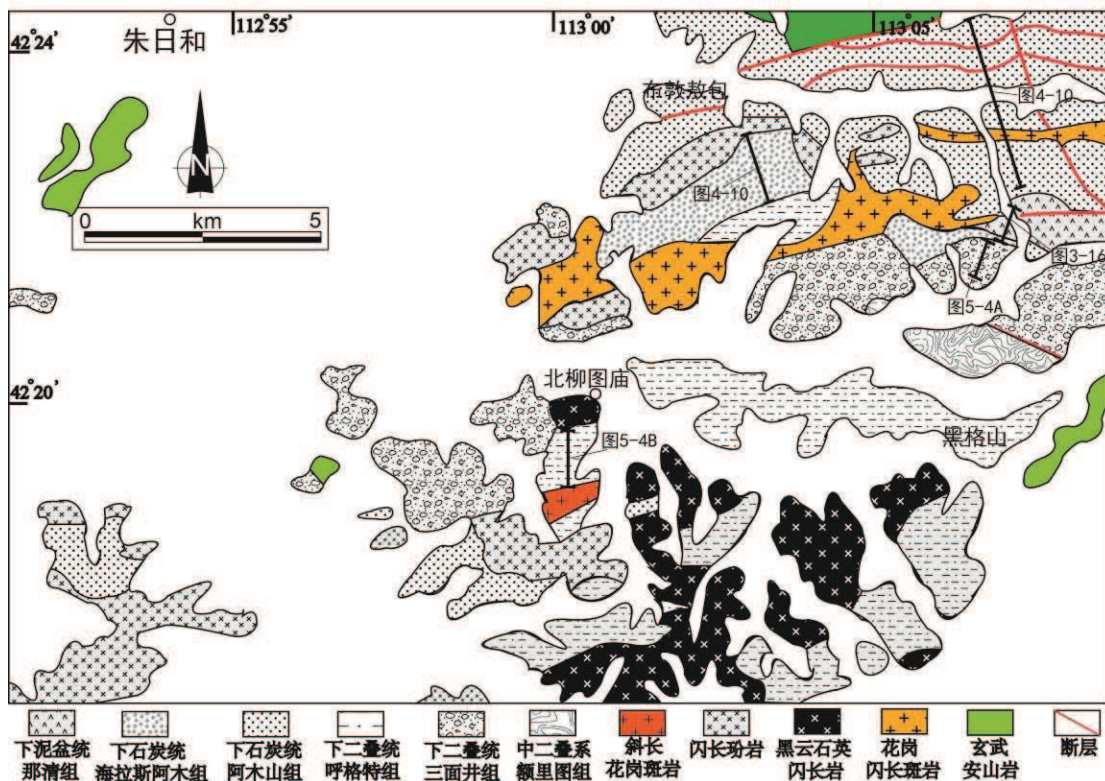 112°55′
113°00′
113°05′
42°24′
朱日和
布敦敖包
图4-10
N
图4-10
0 km 5
图3-16
图5-4A
42°20′
北柳图庙
图5-4B
黑格山
下泥盆统
那清组
下石炭统
海拉斯阿木组
下石炭统
阿木山组
下二叠统
呼格特组
下二叠统
三面井组
中二叠系
额里图组
斜长
花岗斑岩
闪长玢岩
黑云石英
闪长岩
花岗
闪长斑岩
玄武
安山岩
断层